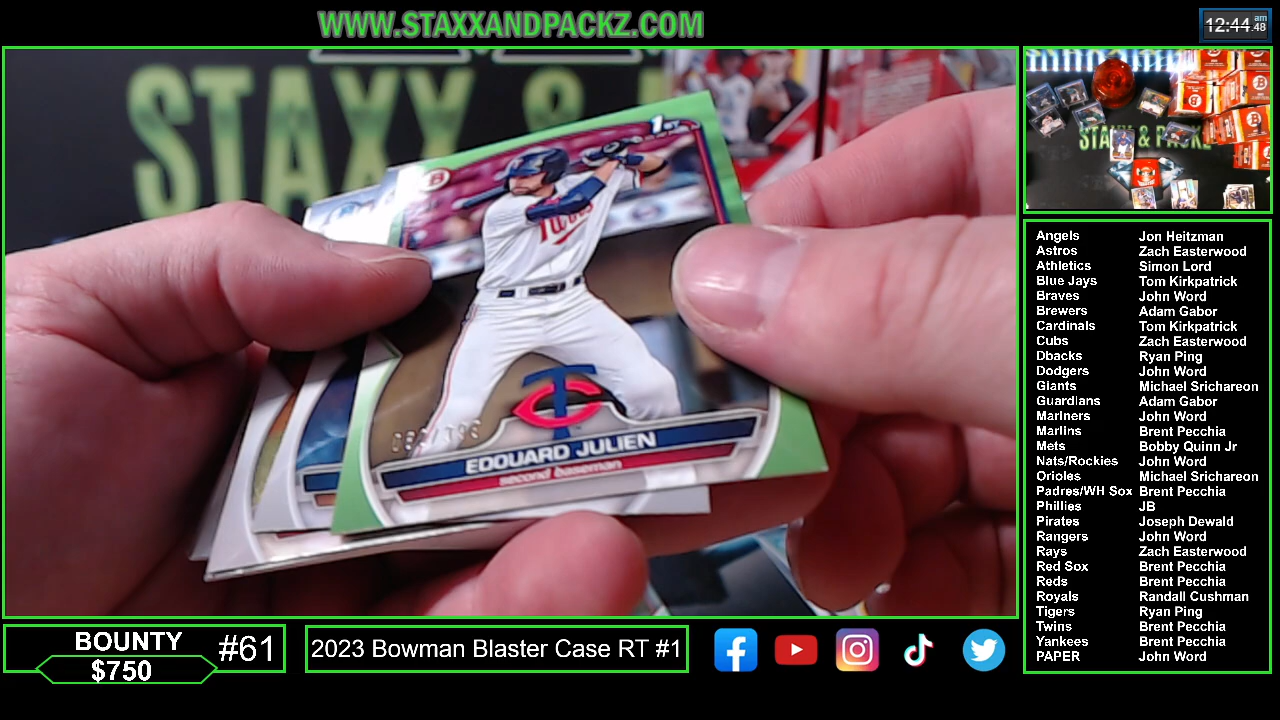 WWW.STAXXANDPACKZ.COM
12:44 am .48
STAXX &
1ST
B
TWINS
TC
EDOUARD JULIEN
second baseman
STAXX & PACKZ
Angels Jon Heitzman
Astros Zach Easterwood
Athletics Simon Lord
Blue Jays Tom Kirkpatrick
Braves John Word
Brewers Adam Gabor
Cardinals Tom Kirkpatrick
Cubs Zach Easterwood
Dbacks Ryan Ping
Dodgers John Word
Giants Michael Srichareon
Guardians Adam Gabor
Mariners John Word
Marlins Brent Pecchia
Mets Bobby Quinn Jr
Nats/Rockies John Word
Orioles Michael Srichareon
Padres/WH Sox Brent Pecchia
Phillies JB
Pirates Joseph Dewald
Rangers John Word
Rays Zach Easterwood
Red Sox Brent Pecchia
Reds Brent Pecchia
Royals Randall Cushman
Tigers Ryan Ping
Twins Brent Pecchia
Yankees Brent Pecchia
PAPER John Word
BOUNTY
$750
#61
2023 Bowman Blaster Case RT #1